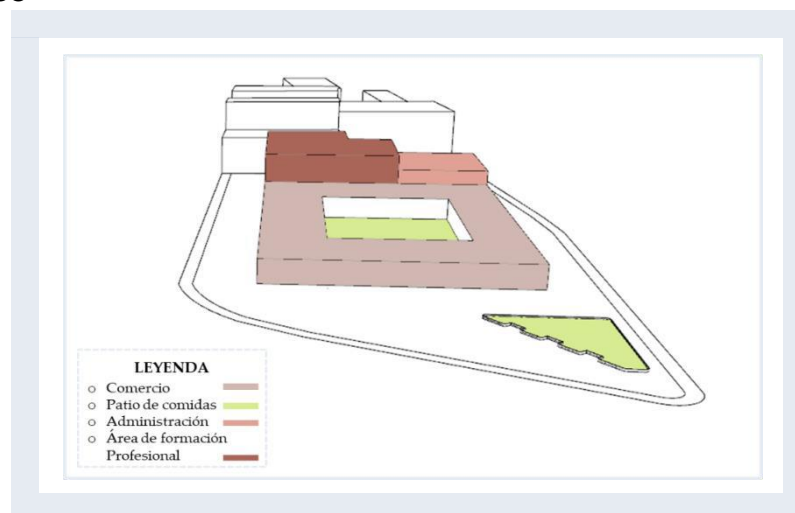 LEYENDA
o Comercio
o Patio de comidas
o Administración
o Área de formación
Profesional